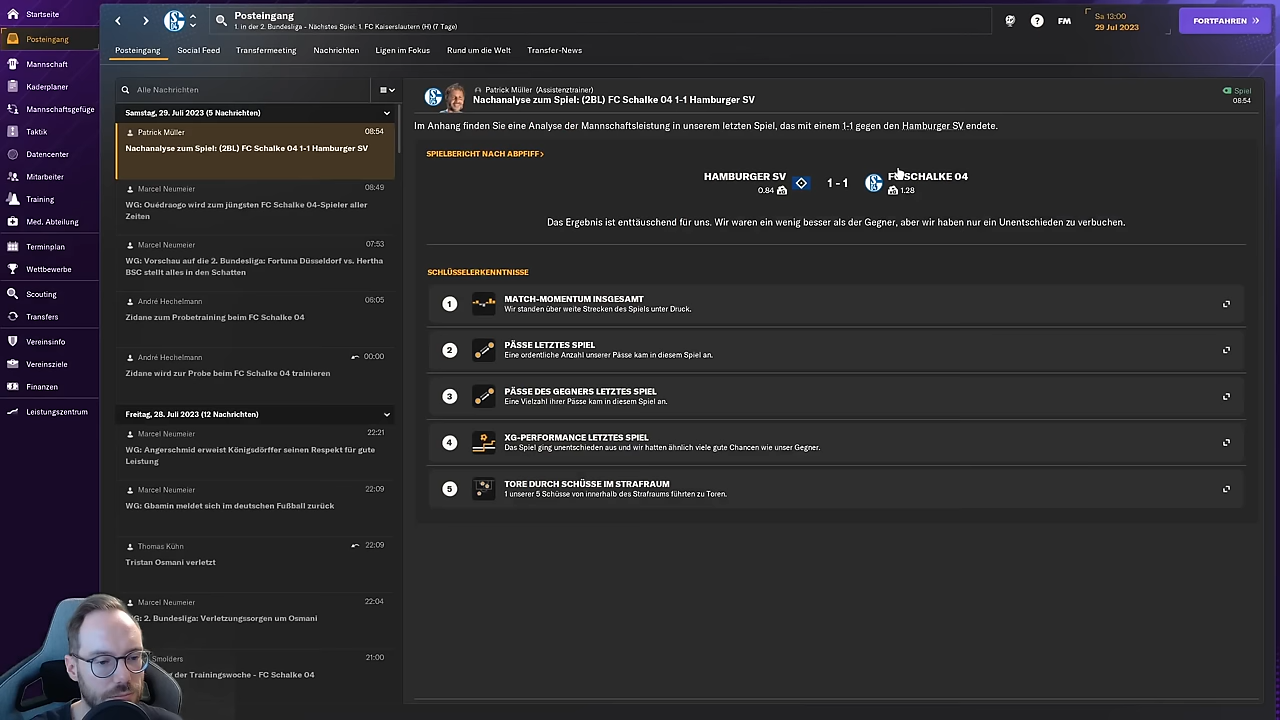 Startseite
Posteingang
Mannschaft
Kaderplaner
Mannschaftsgefüge
Taktik
Datencenter
Mitarbeiter
Training
Med. Abteilung
Terminplan
Wettbewerbe
Scouting
Transfers
Vereinsinfo
Vereinsziele
Finanzen
Leistungszentrum
Posteingang
1. in der 2. Bundesliga - Nächstes Spiel: 1. FC Kaiserslautern (H) (7 Tage)
FM
Sa 13:00
29 Jul 2023
FORTFAHREN
Posteingang
Social Feed
Transfermeeting
Nachrichten
Ligen im Fokus
Rund um die Welt
Transfer-News
Alle Nachrichten
Samstag, 29. Juli 2023 (5 Nachrichten)
Patrick Müller 08:54
Nachanalyse zum Spiel: (2BL) FC Schalke 04 1-1 Hamburger SV
Marcel Neumeier 08:49
WG: Ouédraogo wird zum jüngsten FC Schalke 04-Spieler aller
Zeiten
Marcel Neumeier 07:53
WG: Vorschau auf die 2. Bundesliga: Fortuna Düsseldorf vs. Hertha
BSC stellt alles in den Schatten
André Hechelmann 06:05
Zidane zum Probetraining beim FC Schalke 04
André Hechelmann 00:00
Zidane wird zur Probe beim FC Schalke 04 trainieren
Freitag, 28. Juli 2023 (12 Nachrichten)
Marcel Neumeier 22:21
WG: Angerschmid erweist Königsdörffer seinen Respekt für gute
Leistung
Marcel Neumeier 22:09
WG: Gbamin meldet sich im deutschen Fußball zurück
Thomas Kühn 22:09
Tristan Osmani verletzt
Marcel Neumeier 22:04
WG: 2. Bundesliga: Verletzungssorgen um Osmani
Smolders 21:00
der Trainingswoche - FC Schalke 04
Patrick Müller (Assistenztrainer)
Nachanalyse zum Spiel: (2BL) FC Schalke 04 1-1 Hamburger SV
Spiel
08:54
Im Anhang finden Sie eine Analyse der Mannschaftsleistung in unserem letzten Spiel, das mit einem 1-1 gegen den Hamburger SV endete.
SPIELBERICHT NACH ABPFIFF>
HAMBURGER SV 1 - 1 FC SCHALKE 04
0.84 1.28
Das Ergebnis ist enttäuschend für uns. Wir waren ein wenig besser als der Gegner, aber wir haben nur ein Unentschieden zu verbuchen.
SCHLÜSSELERKENNTNISSE
1 MATCH-MOMENTUM INSGESAMT
Wir standen über weite Strecken des Spiels unter Druck.
2 PÄSSE LETZTES SPIEL
Eine ordentliche Anzahl unserer Pässe kam in diesem Spiel an.
3 PÄSSE DES GEGNERS LETZTES SPIEL
Eine Vielzahl ihrer Pässe kam in diesem Spiel an.
4 XG-PERFORMANCE LETZTES SPIEL
Das Spiel ging unentschieden aus und wir hatten ähnlich viele gute Chancen wie unser Gegner.
5 TORE DURCH SCHÜSSE IM STRAFRAUM
1 unserer 5 Schüsse von innerhalb des Strafraums führten zu Toren.